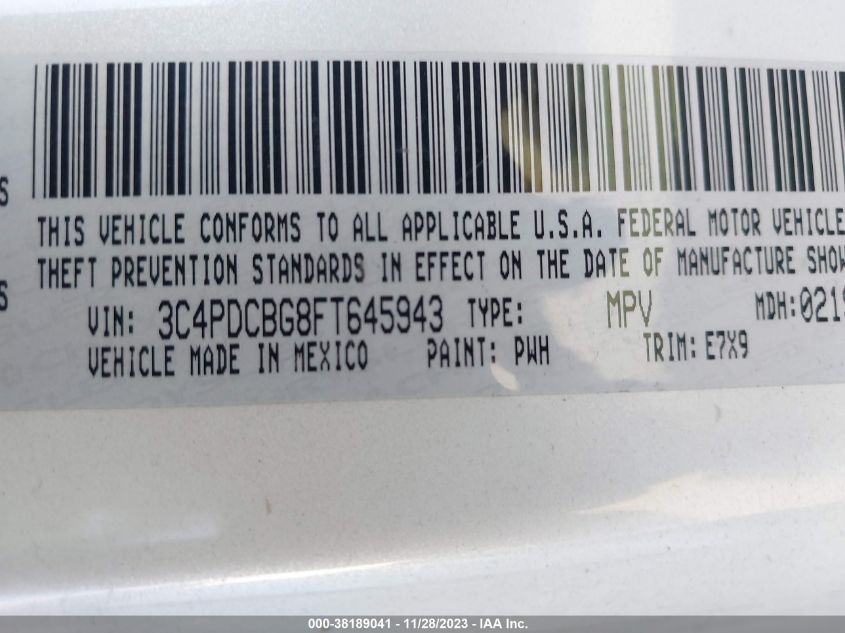 S
THIS VEHICLE CONFORMS TO ALL APPLICABLE U.S.A. FEDERAL MOTOR VEHICLE
THEFT PREVENTION STANDARDS IN EFFECT ON THE DATE OF MANUFACTURE SHOW
S
VIN: 3C4PDCBG8FT645943 TYPE: MPV MDH:0219
VEHICLE MADE IN MEXICO PAINT: PWH TRIM: E7X9
000-38189041 - 11/28/2023 - IAA Inc.